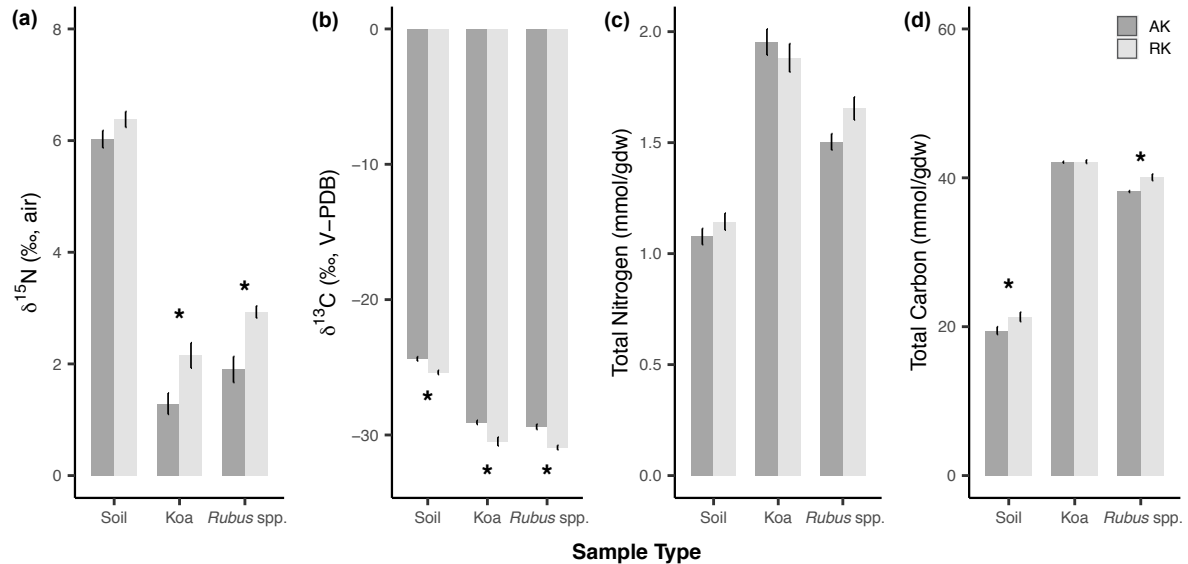 (a)
8
6
4
2
0
δ15N (‰, air)
*
*
Soil
Koa
Rubus spp.
(b)
0
−10
−20
−30
δ13C (‰, V−PDB)
*
*
*
Soil
Koa
Rubus spp.
(c)
2.0
1.5
1.0
0.5
0.0
Total Nitrogen (mmol/gdw)
Soil
Koa
Rubus spp.
(d)
60
40
20
0
Total Carbon (mmol/gdw)
*
*
Soil
Koa
Rubus spp.
AK
RK
Sample Type